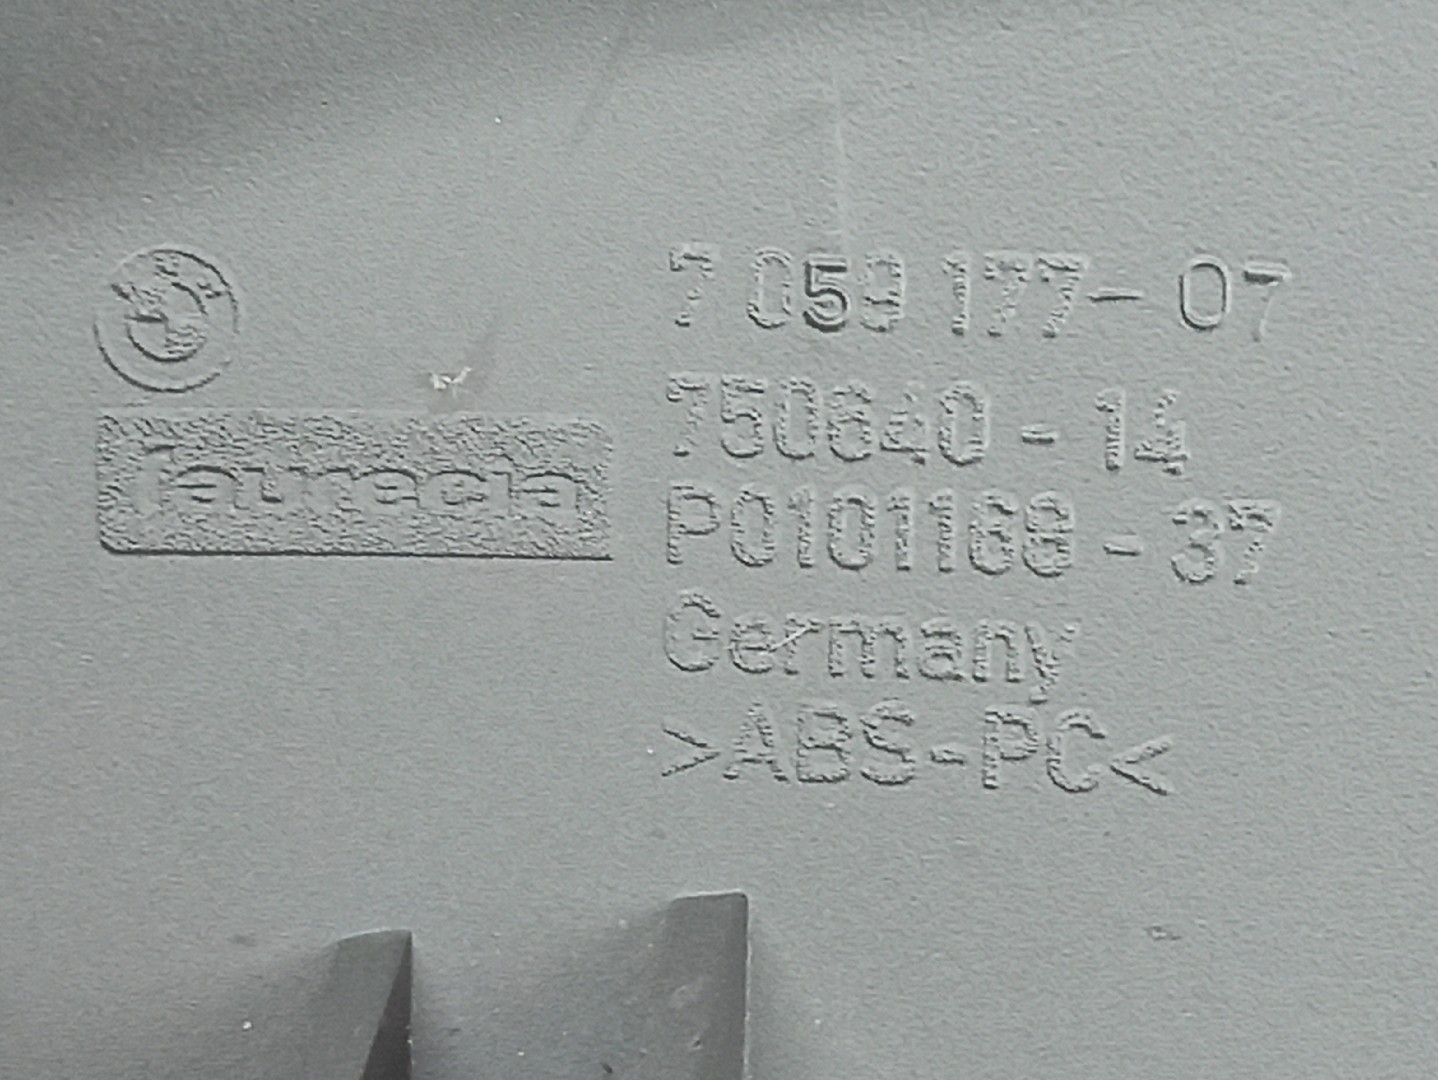 faurecia
7 059 177-07
750640-14
P0101168-37
Germany
>ABS-PC<